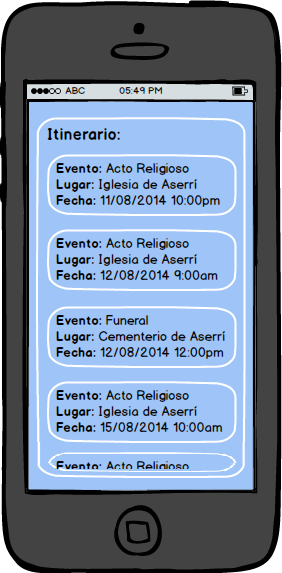 ABC 05:49 PM
Itinerario:
Evento: Acto Religioso
Lugar: Iglesia de Aserrí
Fecha: 11/08/2014 10:00pm
Evento: Acto Religioso
Lugar: Iglesia de Aserrí
Fecha: 12/08/2014 9:00am
Evento: Funeral
Lugar: Cementerio de Aserrí
Fecha: 12/08/2014 12:00pm
Evento: Acto Religioso
Lugar: Iglesia de Aserrí
Fecha: 15/08/2014 10:00am
Evento: Acto Religioso